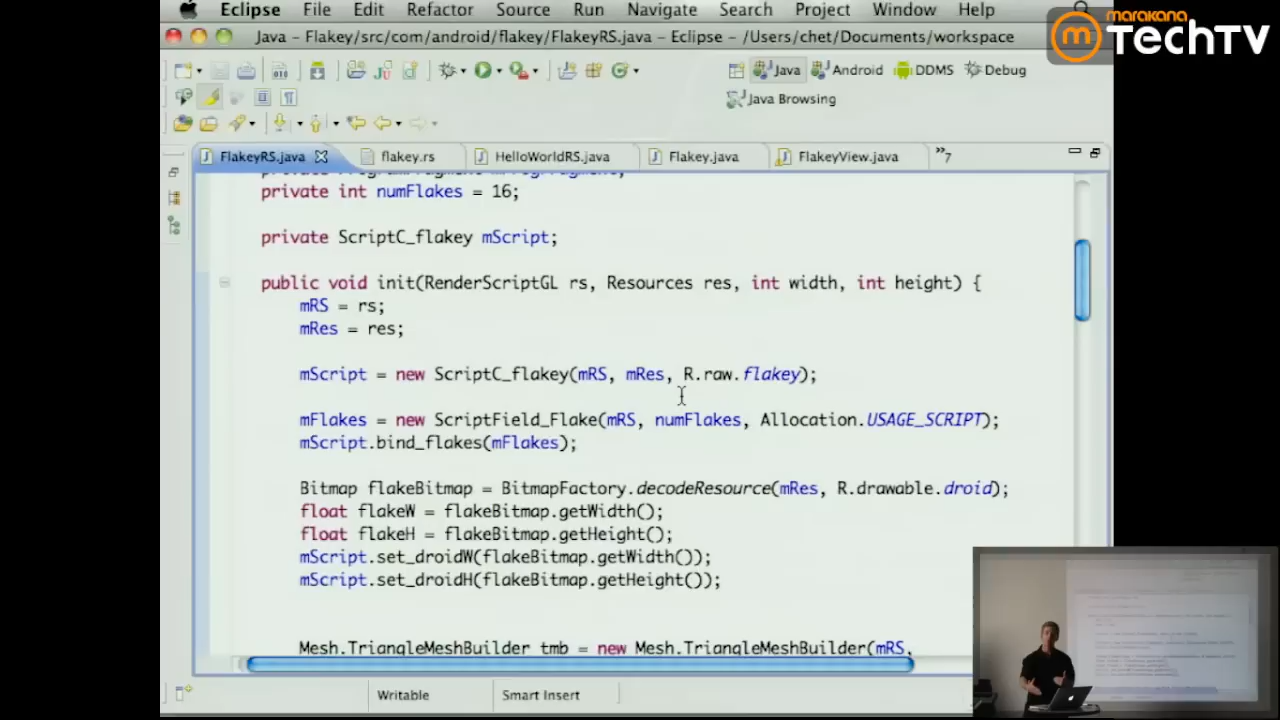 Eclipse File Edit Refactor Source Run Navigate Search Project Window Help
marakana
TechTV
Java - Flakey/src/com/android/flakey/FlakeyRS.java - Eclipse - /Users/chet/Documents/workspace
Java Android DDMS Debug
Java Browsing
FlakeyRS.java flakey.rs HelloWorldRS.java Flakey.java FlakeyView.java »7
private int numFlakes = 16;
private ScriptC_flakey mScript;
public void init(RenderScriptGL rs, Resources res, int width, int height) {
mRS = rs;
mRes = res;
mScript = new ScriptC_flakey(mRS, mRes, R.raw.flakey);
mFlakes = new ScriptField_Flake(mRS, numFlakes, Allocation.USAGE_SCRIPT);
mScript.bind_flakes(mFlakes);
Bitmap flakeBitmap = BitmapFactory.decodeResource(mRes, R.drawable.droid);
float flakeW = flakeBitmap.getWidth();
float flakeH = flakeBitmap.getHeight();
mScript.set_droidW(flakeBitmap.getWidth());
mScript.set_droidH(flakeBitmap.getHeight());
Mesh.TriangleMeshBuilder tmb = new Mesh.TriangleMeshBuilder(mRS,
Writable Smart Insert